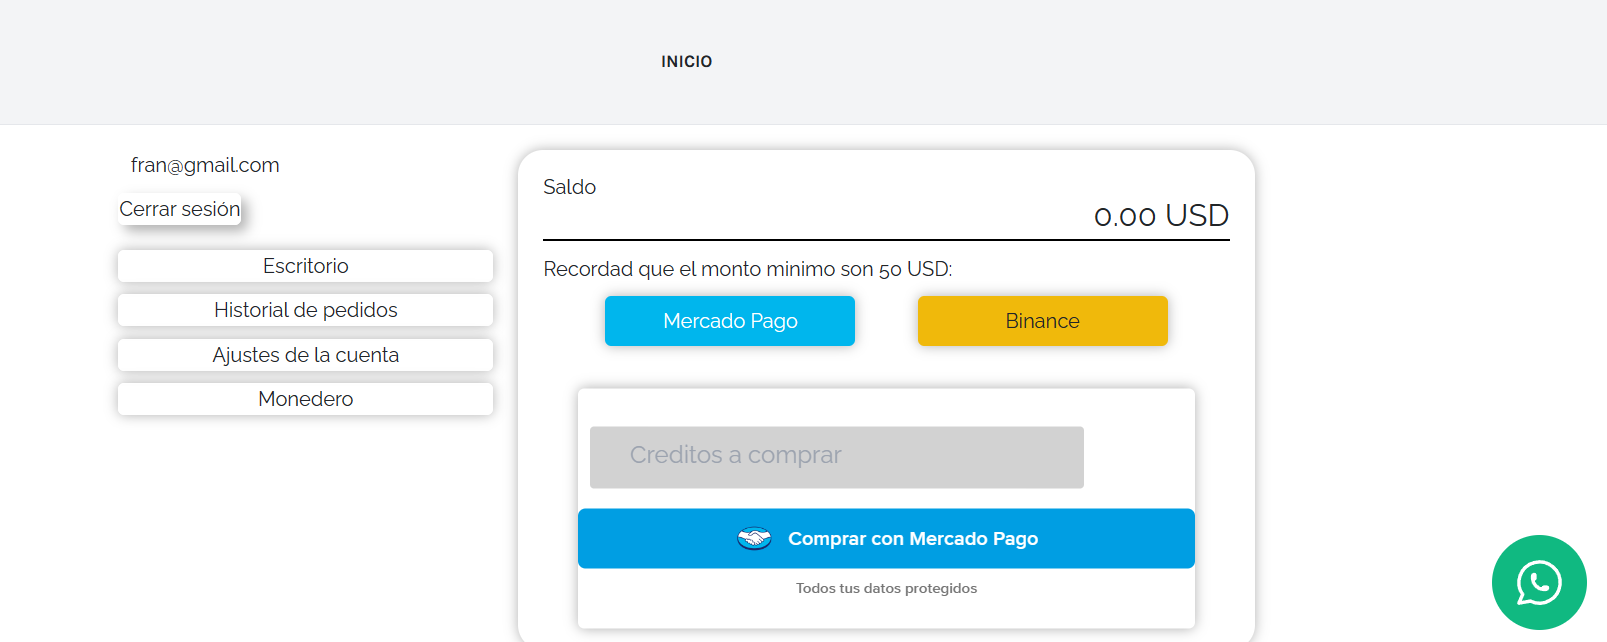 INICIO
fran@gmail.com
Cerrar sesión
Escritorio
Historial de pedidos
Ajustes de la cuenta
Monedero
Saldo
0.00 USD
Recordad que el monto minimo son 50 USD:
Mercado Pago
Binance
Creditos a comprar
Comprar con Mercado Pago
Todos tus datos protegidos